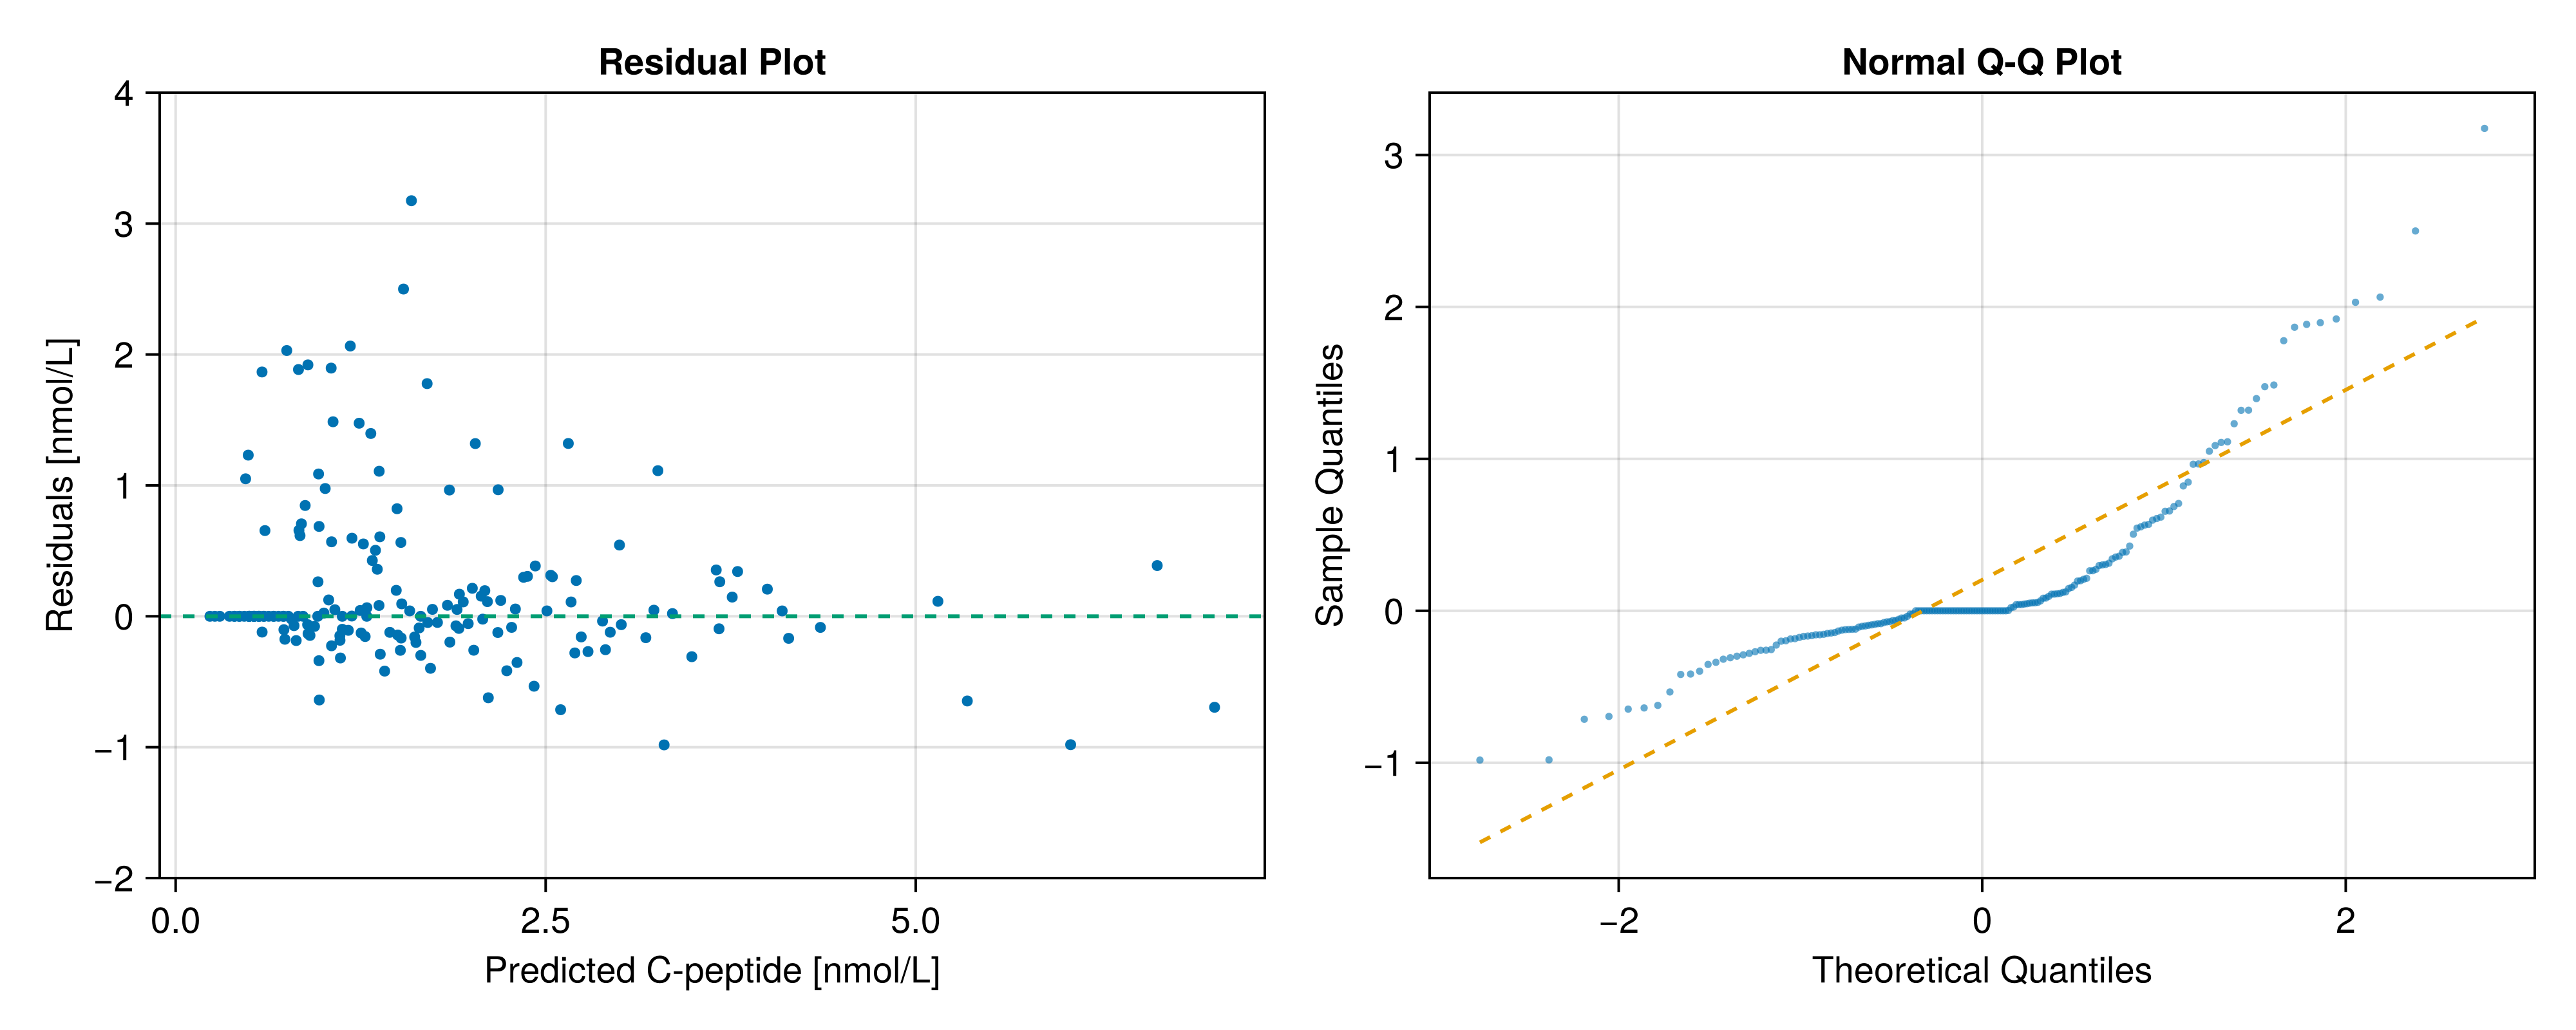 Residual Plot
4
3
2
1
0
−1
−2
Residuals [nmol/L]
0.0 2.5 5.0
Predicted C-peptide [nmol/L]
Normal Q-Q Plot
3
2
1
0
−1
Sample Quantiles
−2 0 2
Theoretical Quantiles